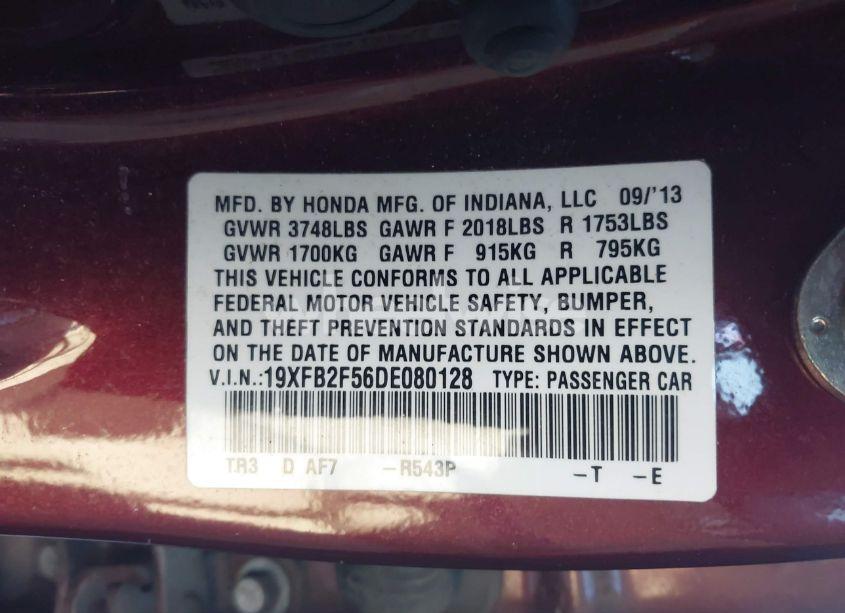 MFD. BY HONDA MFG. OF INDIANA, LLC 09/'13
GVWR 3748LBS GAWR F 2018LBS R 1753LBS
GVWR 1700KG GAWR F 915KG R 795KG
THIS VEHICLE CONFORMS TO ALL APPLICABLE
FEDERAL MOTOR VEHICLE SAFETY, BUMPER,
AND THEFT PREVENTION STANDARDS IN EFFECT
ON THE DATE OF MANUFACTURE SHOWN ABOVE.
V.I.N.:19XFB2F56DE080128 TYPE: PASSENGER CAR
TR3 D AF7 –R543P –T –E